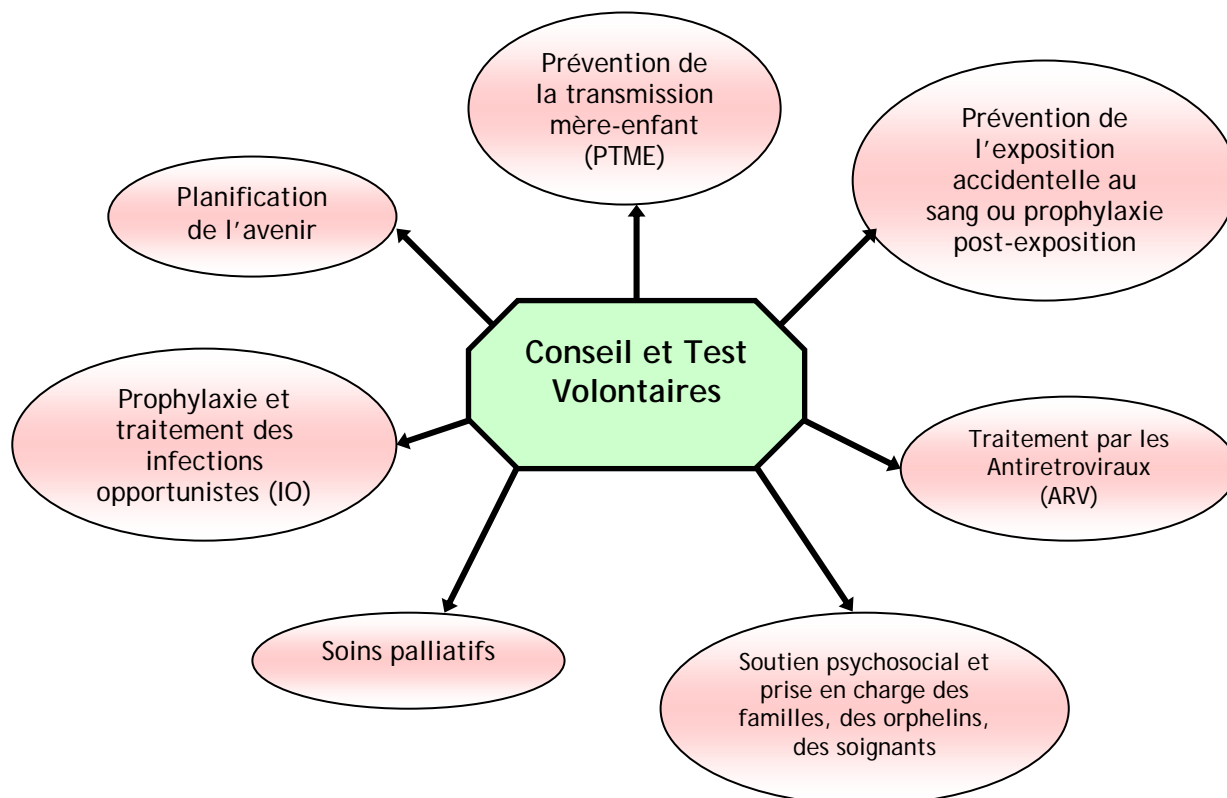 Prévention de
la transmission
mère-enfant
(PTME)
Prévention de
l'exposition
accidentelle au
sang ou prophylaxie
post-exposition
Planification
de l'avenir
Conseil et Test
Volontaires
Prophylaxie et
traitement des
infections
opportunistes (IO)
Traitement par les
Antiretroviraux
(ARV)
Soins palliatifs
Soutien psychosocial et
prise en charge des
familles, des orphelins,
des soignants